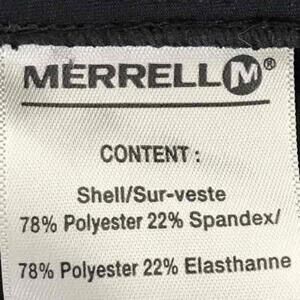 MERRELL M®
CONTENT :
Shell/Sur-veste
78% Polyester 22% Spandex/
78% Polyester 22% Elasthanne